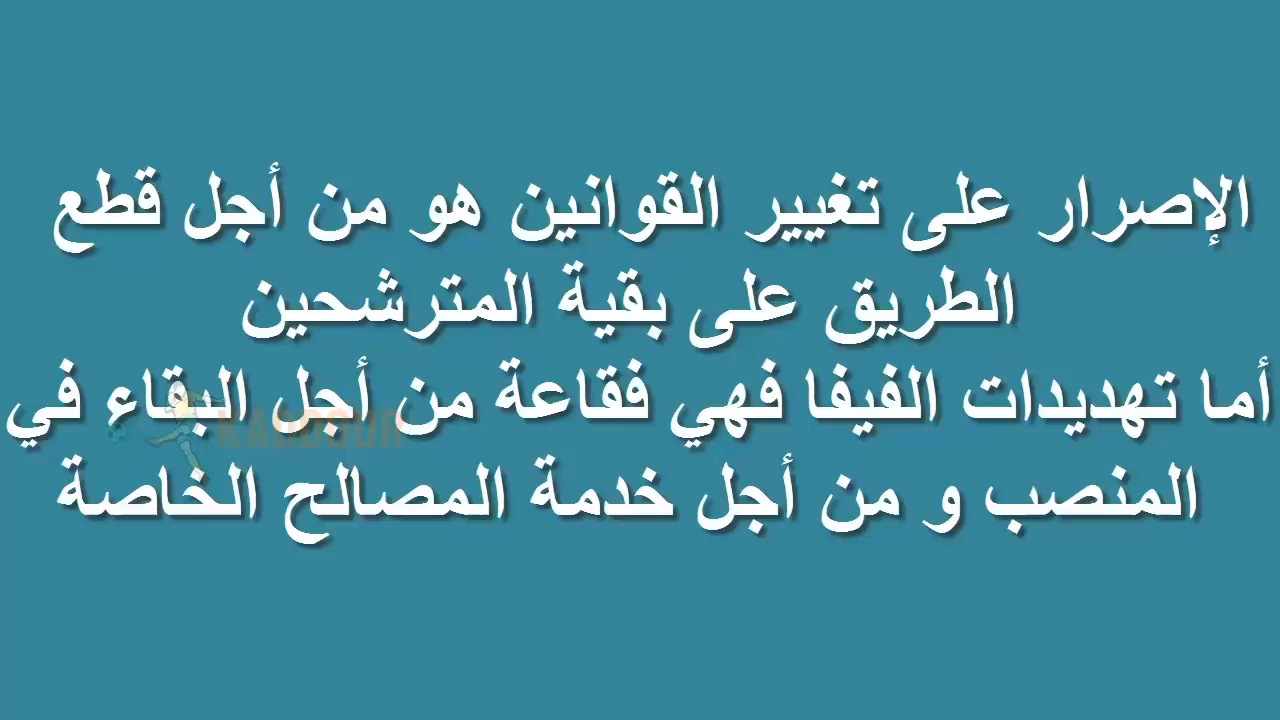 الإصرار على تغيير القوانين هو من أجل قطع
الطريق على بقية المترشحين
أما تهديدات الفيفا فهي فقاعة من أجل البقاء في
المنصب و من أجل خدمة المصالح الخاصة
KADDOUR